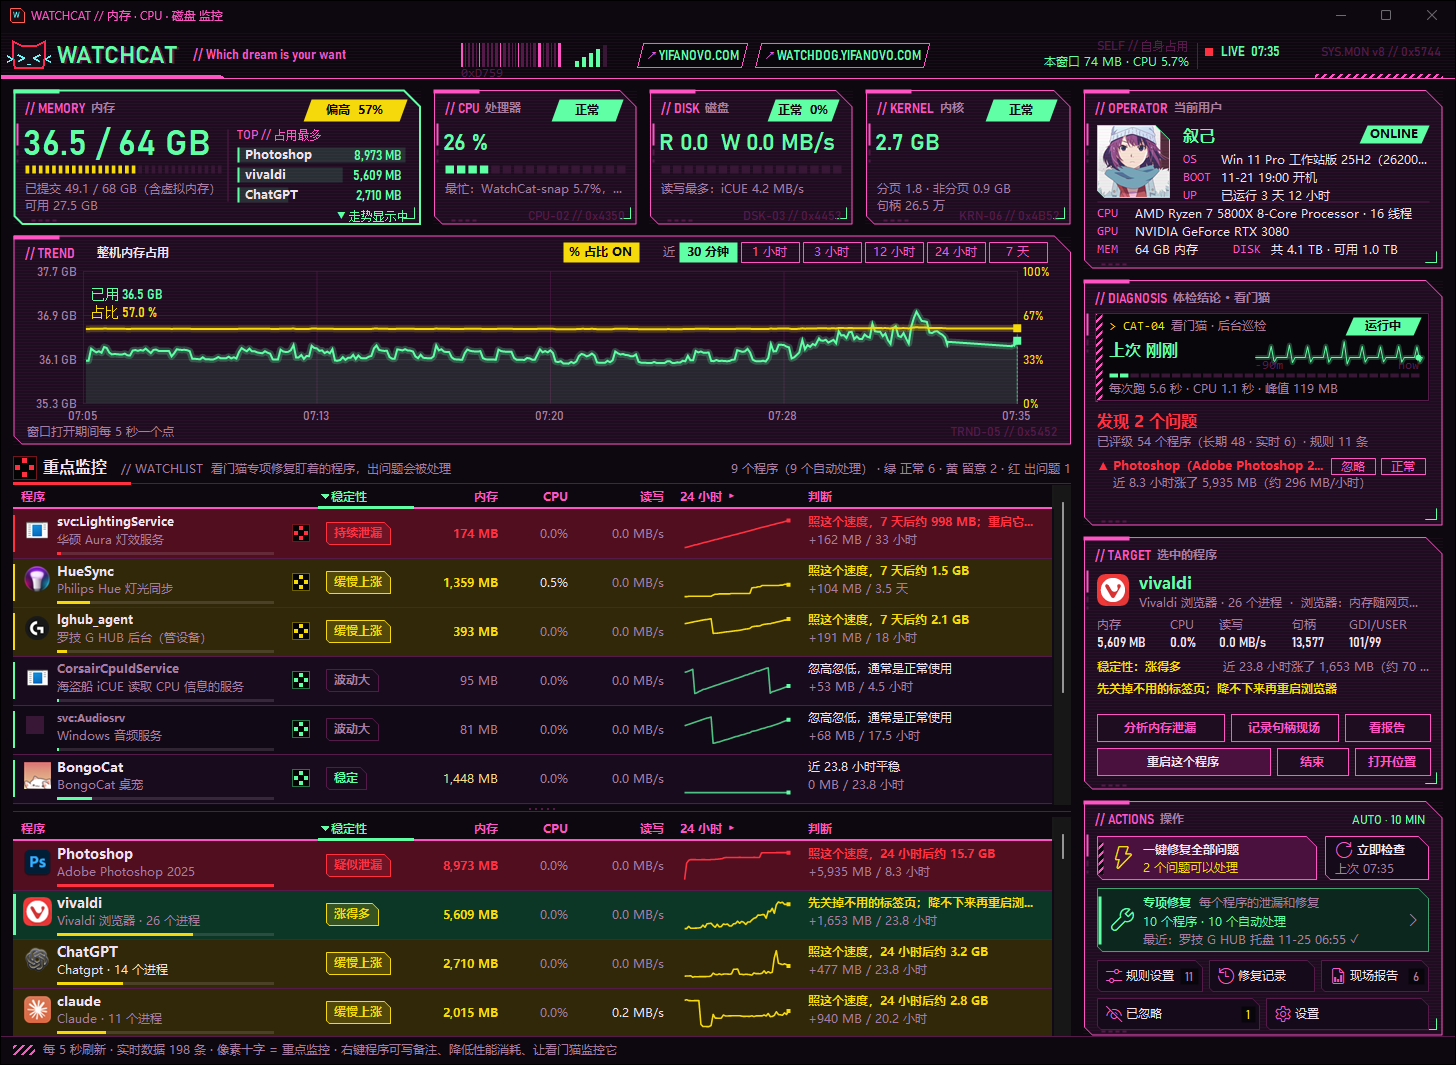 WATCHCAT // 内存 · CPU · 磁盘 监控
WATCHCAT
// Which dream is your want
0xD759
↗ YIFANOVO.COM
↗ WATCHDOG.YIFANOVO.COM
SELF // 自身占用
本窗口 74 MB · CPU 5.7%
LIVE 07:35
SYS.MON v8 // 0x5744
// MEMORY 内存
偏高 57%
36.5 / 64 GB
已提交 49.1 / 68 GB（含虚拟内存）
可用 27.5 GB
TOP // 占用最多
Photoshop 8,973 MB
vivaldi 5,609 MB
ChatGPT 2,710 MB
▼走势显示中
// CPU 处理器
正常
26 %
最忙：WatchCat-snap 5.7%，...
CPU-02 // 0x4350
// DISK 磁盘
正常 0%
R 0.0 W 0.0 MB/s
读写最多：iCUE 4.2 MB/s
DSK-03 // 0x4453
// KERNEL 内核
正常
2.7 GB
分页 1.8 · 非分页 0.9 GB
句柄 26.5 万
KRN-06 // 0x4B52
// OPERATOR 当前用户
叙己
ONLINE
OS Win 11 Pro 工作站版 25H2（26200...
BOOT 11-21 19:00 开机
UP 已运行 3 天 12 小时
CPU AMD Ryzen 7 5800X 8-Core Processor · 16 线程
GPU NVIDIA GeForce RTX 3080
MEM 64 GB 内存 DISK 共 4.1 TB · 可用 1.0 TB
// TREND 整机内存占用
% 占比 ON
近 30 分钟 1 小时 3 小时 12 小时 24 小时 7 天
37.7 GB
36.9 GB
36.1 GB
35.3 GB
已用 36.5 GB
占比 57.0 %
100%
67%
33%
0%
07:05 07:13 07:20 07:28 07:35
窗口打开期间每 5 秒一个点
TRND-05 // 0x5452
// DIAGNOSIS 体检结论 • 看门猫
> CAT-04 看门猫 · 后台巡检
运行中
上次 刚刚
-90m now
每次跑 5.6 秒 · CPU 1.1 秒 · 峰值 119 MB
发现 2 个问题
已评级 54 个程序（长期 48 · 实时 6）· 规则 11 条
▲ Photoshop（Adobe Photoshop 2... 忽略 正常
近 8.3 小时涨了 5,935 MB（约 296 MB/小时）
重点监控 // WATCHLIST 看门猫专项修复盯着的程序，出问题会被处理
9 个程序（9 个自动处理） · 绿 正常 6 · 黄 留意 2 · 红 出问题 1
程序 ▼稳定性 内存 CPU 读写 24 小时 ▸ 判断
svc:LightingService
华硕 Aura 灯效服务
持续泄漏 174 MB 0.0% 0.0 MB/s
照这个速度，7 天后约 998 MB；重启它...
+162 MB / 33 小时
HueSync
Philips Hue 灯光同步
缓慢上涨 1,359 MB 0.5% 0.0 MB/s
照这个速度，7 天后约 1.5 GB
+104 MB / 3.5 天
lghub_agent
罗技 G HUB 后台（管设备）
缓慢上涨 393 MB 0.0% 0.0 MB/s
照这个速度，7 天后约 2.1 GB
+191 MB / 18 小时
CorsairCpuIdService
海盗船 iCUE 读取 CPU 信息的服务
波动大 95 MB 0.0% 0.0 MB/s
忽高忽低，通常是正常使用
+53 MB / 4.5 小时
svc:Audiosrv
Windows 音频服务
波动大 81 MB 0.0% 0.0 MB/s
忽高忽低，通常是正常使用
+68 MB / 17.5 小时
BongoCat
BongoCat 桌宠
稳定 1,448 MB 0.0% 0.0 MB/s
近 23.8 小时平稳
0 MB / 23.8 小时
程序 ▼稳定性 内存 CPU 读写 24 小时 ▸ 判断
Ps
Photoshop
Adobe Photoshop 2025
疑似泄漏 8,973 MB 0.0% 0.0 MB/s
照这个速度，24 小时后约 15.7 GB
+5,935 MB / 8.3 小时
vivaldi
Vivaldi 浏览器 · 26 个进程
涨得多 5,609 MB 0.0% 0.0 MB/s
先关掉不用的标签页；降不下来再重启浏...
+1,653 MB / 23.8 小时
ChatGPT
Chatgpt · 14 个进程
缓慢上涨 2,710 MB 0.0% 0.0 MB/s
照这个速度，24 小时后约 3.2 GB
+477 MB / 23.8 小时
claude
Claude · 11 个进程
缓慢上涨 2,015 MB 0.0% 0.2 MB/s
照这个速度，24 小时后约 2.8 GB
+940 MB / 20.2 小时
// TARGET 选中的程序
vivaldi
Vivaldi 浏览器 · 26 个进程 · 浏览器：内存随网页...
内存 CPU 读写 句柄 GDI/USER
5,609 MB 0.0% 0.0 MB/s 13,577 101/99
稳定性：涨得多 近 23.8 小时涨了 1,653 MB（约 70 ...
先关掉不用的标签页；降不下来再重启浏览器
分析内存泄漏 记录句柄现场 看报告
重启这个程序 结束 打开位置
// ACTIONS 操作
AUTO · 10 MIN
一键修复全部问题
2 个问题可以处理
立即检查
上次 07:35
专项修复 每个程序的泄漏和修复
10 个程序 · 10 个自动处理
最近：罗技 G HUB 托盘 11-25 06:55 ✓
规则设置 11 修复记录 现场报告 6
已忽略 1 设置
每 5 秒刷新 · 实时数据 198 条 · 像素十字 = 重点监控 · 右键程序可写备注、降低性能消耗、让看门猫监控它